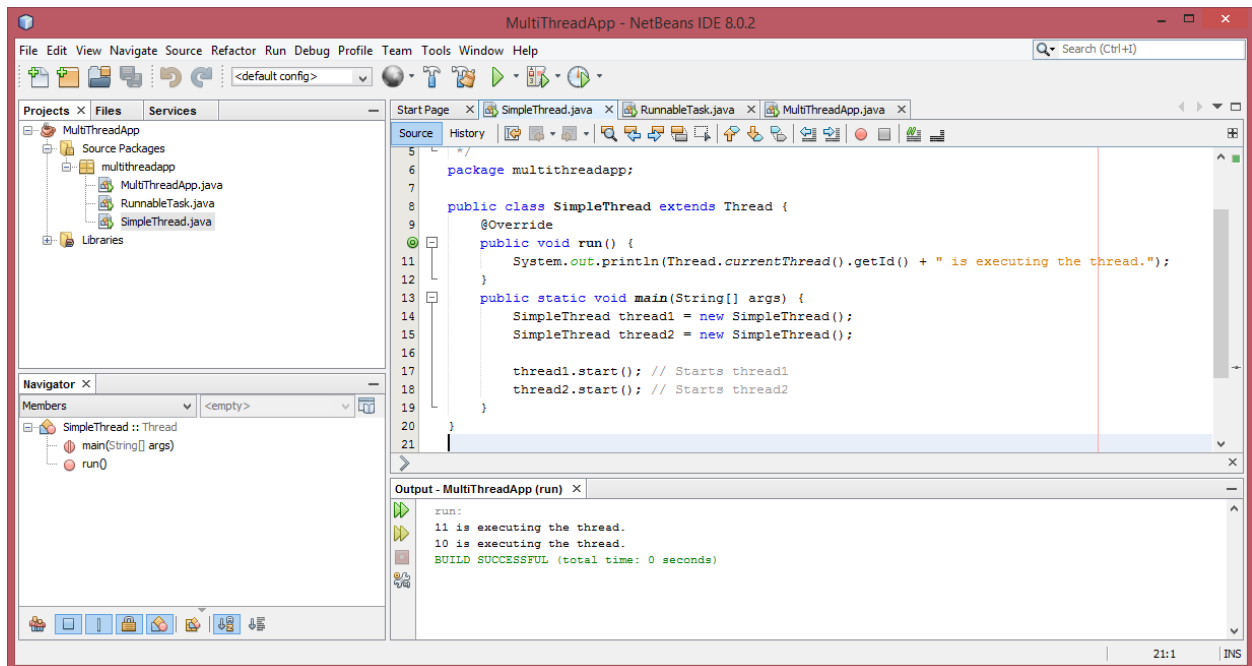 MultiThreadApp - NetBeans IDE 8.0.2
File Edit View Navigate Source Refactor Run Debug Profile Team Tools Window Help
Search (Ctrl+I)
<default config>
Projects Files Services
MultiThreadApp
Source Packages
multithreadapp
MultiThreadApp.java
RunnableTask.java
SimpleThread.java
Libraries
Navigator
Members <empty>
SimpleThread :: Thread
main(String[] args)
run()
Start Page SimpleThread.java RunnableTask.java MultiThreadApp.java
Source History
5 */
6 package multithreadapp;
7
8 public class SimpleThread extends Thread {
9 @Override
public void run() {
11 System.out.println(Thread.currentThread().getId() + " is executing the thread.");
12 }
13 public static void main(String[] args) {
14 SimpleThread thread1 = new SimpleThread();
15 SimpleThread thread2 = new SimpleThread();
16
17 thread1.start(); // Starts thread1
18 thread2.start(); // Starts thread2
19 }
20 }
21
Output - MultiThreadApp (run)
run:
11 is executing the thread.
10 is executing the thread.
BUILD SUCCESSFUL (total time: 0 seconds)
21:1 INS